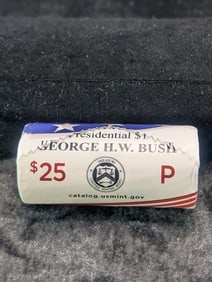 Presidential $1
GEORGE H.W. BUSH
$25
P
catalog.usmint.gov